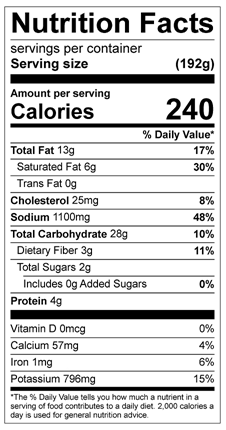 Nutrition Facts
servings per container
Serving size (192g)
Amount per serving
Calories 240
% Daily Value*
Total Fat 13g 17%
Saturated Fat 6g 30%
Trans Fat 0g
Cholesterol 25mg 8%
Sodium 1100mg 48%
Total Carbohydrate 28g 10%
Dietary Fiber 3g 11%
Total Sugars 2g
Includes 0g Added Sugars 0%
Protein 4g
Vitamin D 0mcg 0%
Calcium 57mg 4%
Iron 1mg 6%
Potassium 796mg 15%
*The % Daily Value tells you how much a nutrient in a
serving of food contributes to a daily diet. 2,000 calories a
day is used for general nutrition advice.